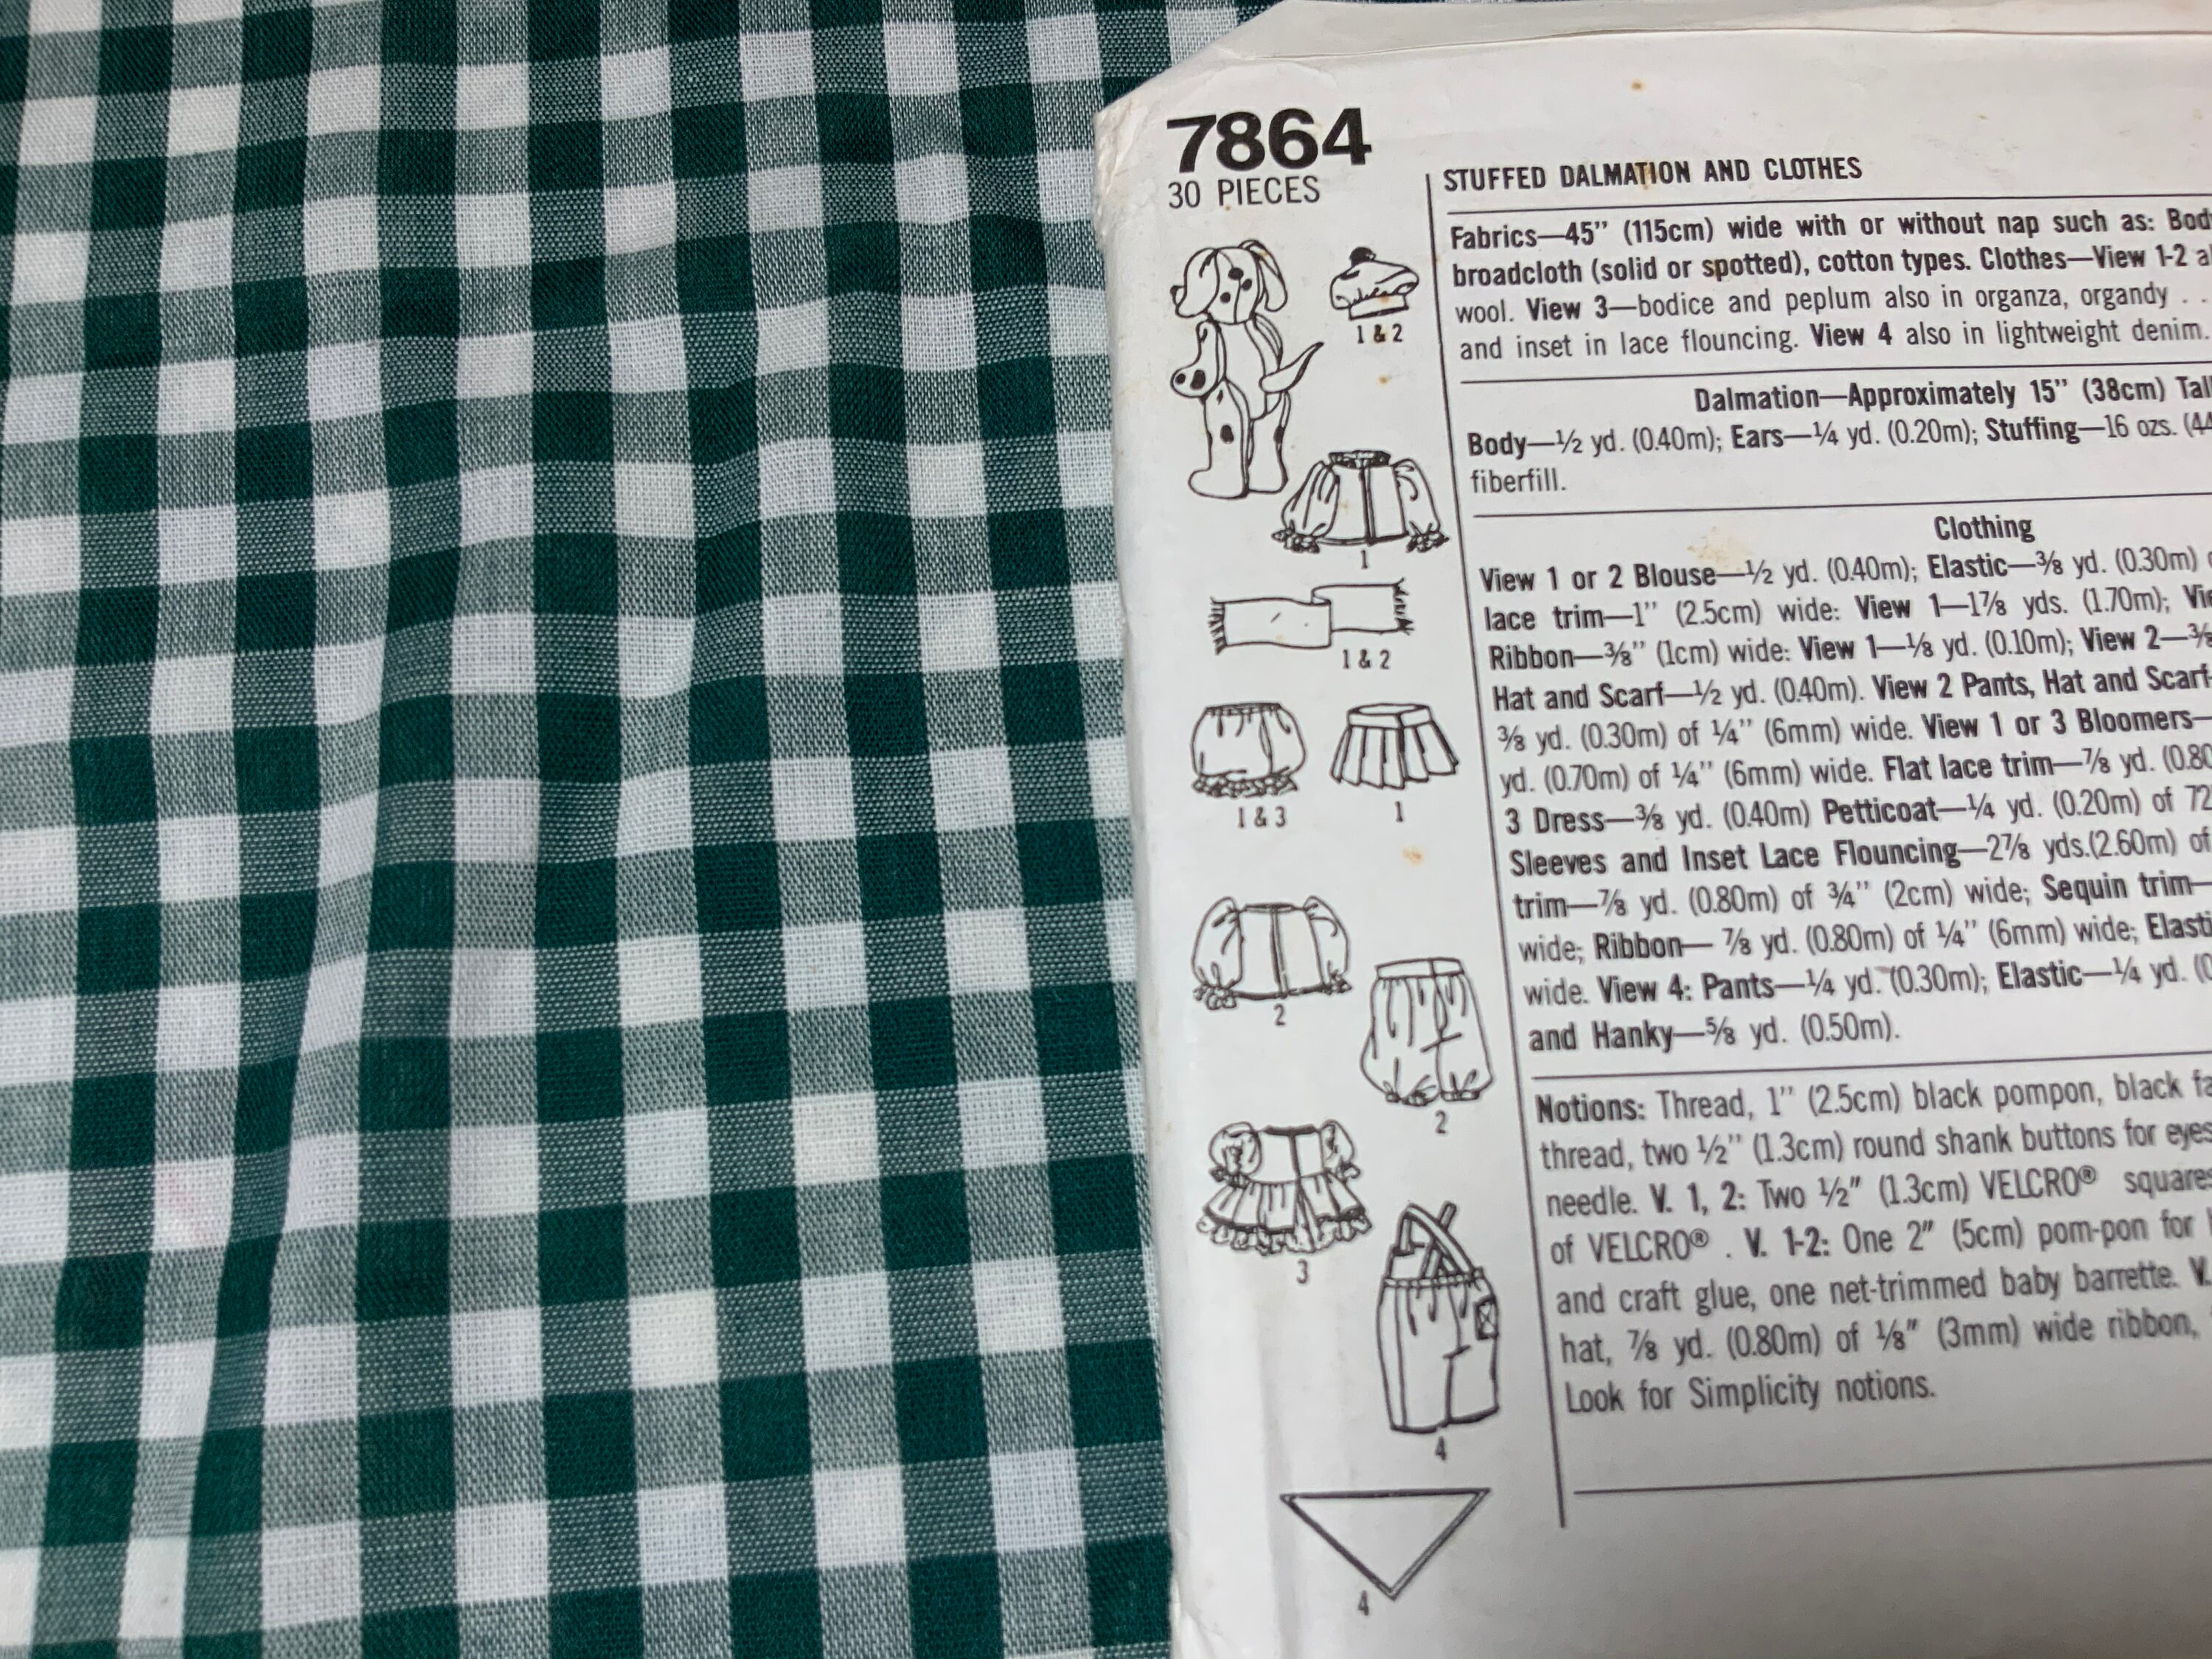 7864
30 PIECES
1 & 2
1
1 & 2
1 & 3
1
2
2
3
4
4
STUFFED DALMATION AND CLOTHES
Fabrics—45" (115cm) wide with or without nap such as:
broadcloth (solid or spotted), cotton types. Clothes—View 1-2
wool. View 3—bodice and peplum also in organza, organdy . .
and inset in lace flouncing. View 4 also in lightweight denim.
Dalmation—Approximately 15" (38cm)
Body—½ yd. (0.40m); Ears—¼ yd. (0.20m); Stuffing—16 ozs.
fiberfill.
Clothing
View 1 or 2 Blouse—½ yd. (0.40m); Elastic—⅜ yd. (0.30m)
lace trim—1" (2.5cm) wide: View 1—1⅞ yds. (1.70m);
Ribbon—⅜" (1cm) wide: View 1—⅛ yd. (0.10m); View 2—
Hat and Scarf—½ yd. (0.40m). View 2 Pants, Hat and Scarf
⅜ yd. (0.30m) of ¼" (6mm) wide. View 1 or 3 Bloomers—
yd. (0.70m) of ¼" (6mm) wide. Flat lace trim—⅞ yd.
3 Dress—⅜ yd. (0.40m) Petticoat—¼ yd. (0.20m) of 72
Sleeves and Inset Lace Flouncing—2⅞ yds.(2.60m) of
trim—⅞ yd. (0.80m) of ¾" (2cm) wide; Sequin trim—
wide; Ribbon— ⅞ yd. (0.80m) of ¼" (6mm) wide;
wide. View 4: Pants—¼ yd. (0.30m); Elastic—¼ yd.
and Hanky—⅝ yd. (0.50m).
Notions: Thread, 1" (2.5cm) black pompon, black
thread, two ½" (1.3cm) round shank buttons for eyes
needle. V. 1, 2: Two ½" (1.3cm) VELCRO® squares
of VELCRO® . V. 1-2: One 2" (5cm) pom-pon for
and craft glue, one net-trimmed baby barrette. V.
hat, ⅞ yd. (0.80m) of ⅛" (3mm) wide ribbon,
Look for Simplicity notions.